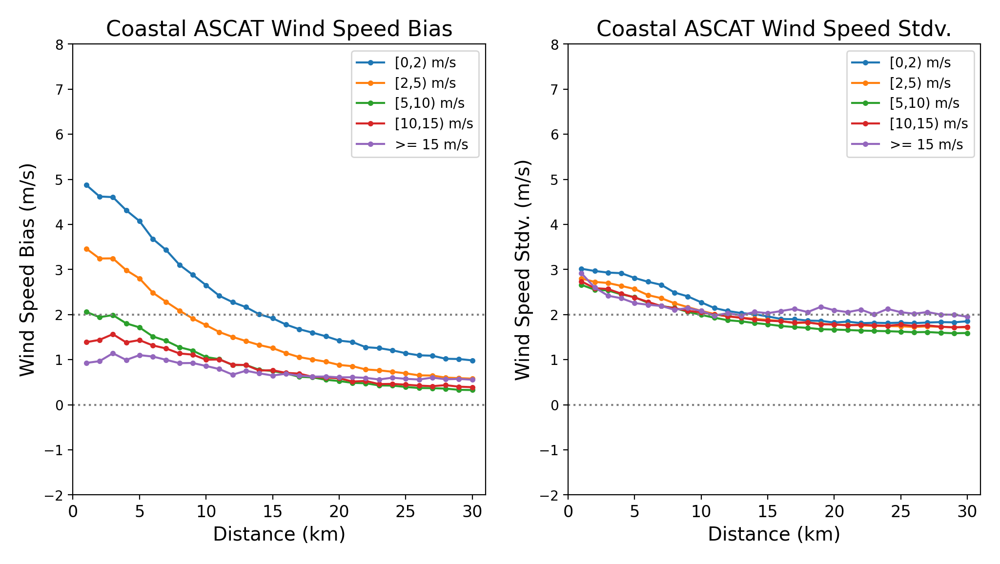 Coastal ASCAT Wind Speed Bias
8
7
6
5
4
3
2
1
0
−1
−2
Wind Speed Bias (m/s)
[0,2) m/s
[2,5) m/s
[5,10) m/s
[10,15) m/s
>= 15 m/s
0 5 10 15 20 25 30
Distance (km)
Coastal ASCAT Wind Speed Stdv.
8
7
6
5
4
3
2
1
0
−1
−2
Wind Speed Stdv. (m/s)
[0,2) m/s
[2,5) m/s
[5,10) m/s
[10,15) m/s
>= 15 m/s
0 5 10 15 20 25 30
Distance (km)